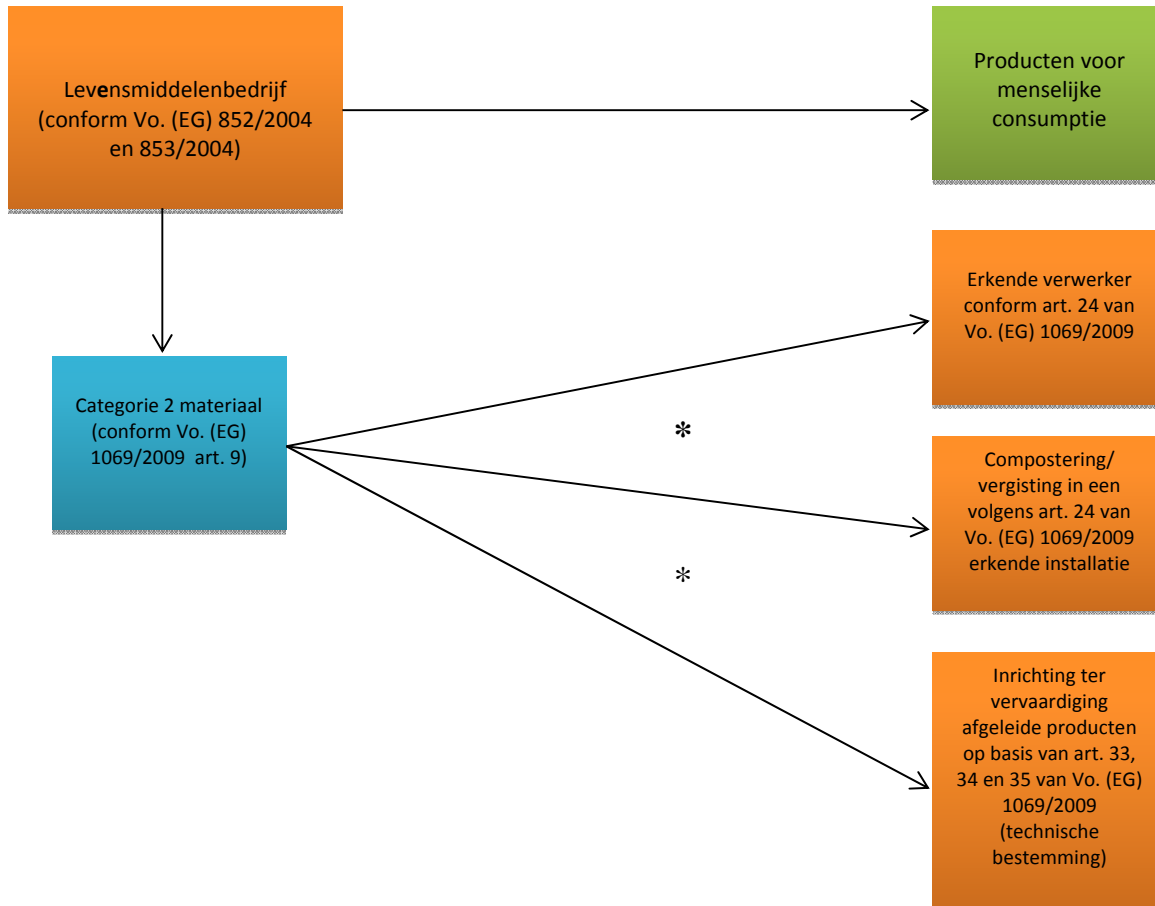 Levensmiddelenbedrijf
(conform Vo. (EG) 852/2004
en 853/2004)
Producten voor
menselijke
consumptie
Erkende verwerker
conform art. 24 van
Vo. (EG) 1069/2009
Categorie 2 materiaal
(conform Vo. (EG)
1069/2009 art. 9)
*
Compostering/
vergisting in een
volgens art. 24 van
Vo. (EG) 1069/2009
erkende installatie
*
Inrichting ter
vervaardiging
afgeleide producten
op basis van art. 33,
34 en 35 van Vo. (EG)
1069/2009
(technische
bestemming)